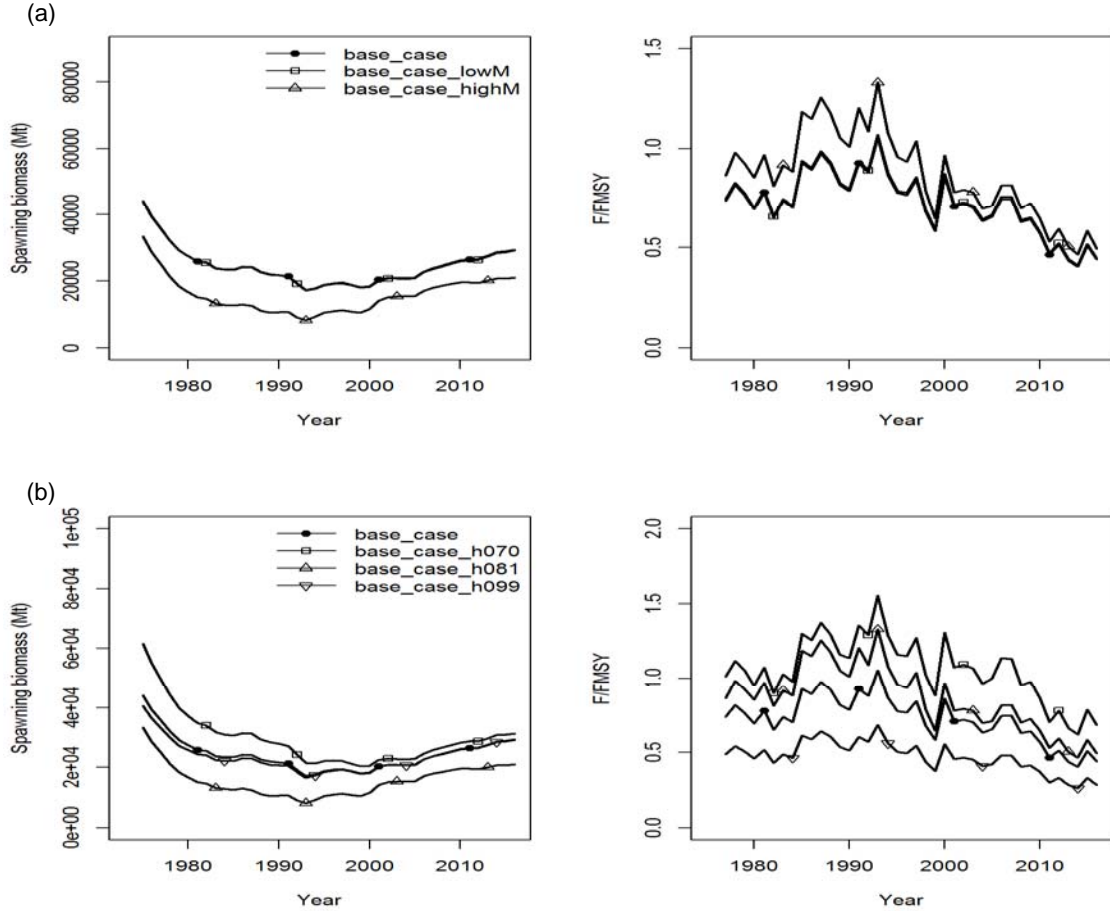 (a)
base_case
base_case_lowM
base_case_highM
Spawning biomass (Mt)
80000
60000
40000
20000
0
1980 1990 2000 2010
Year
F/FMSY
1.5
1.0
0.5
0.0
1980 1990 2000 2010
Year
(b)
base_case
base_case_h070
base_case_h081
base_case_h099
Spawning biomass (Mt)
1e+05
8e+04
6e+04
4e+04
2e+04
0e+00
1980 1990 2000 2010
Year
F/FMSY
2.0
1.5
1.0
0.5
0.0
1980 1990 2000 2010
Year